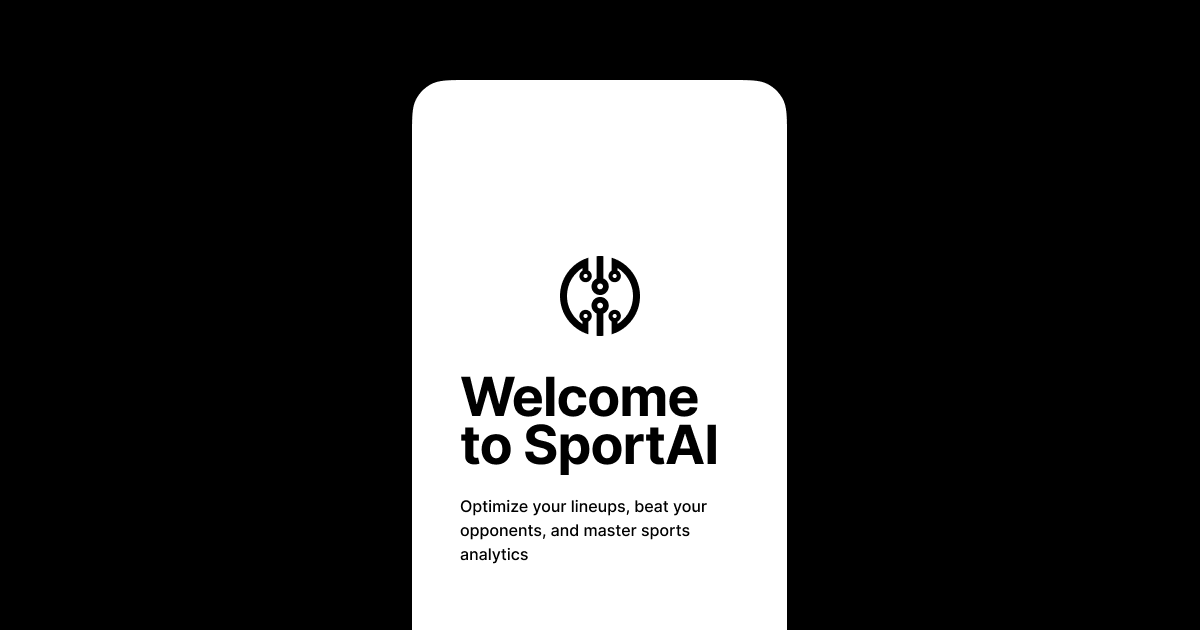 Welcome
to SportAI
Optimize your lineups, beat your
opponents, and master sports
analytics